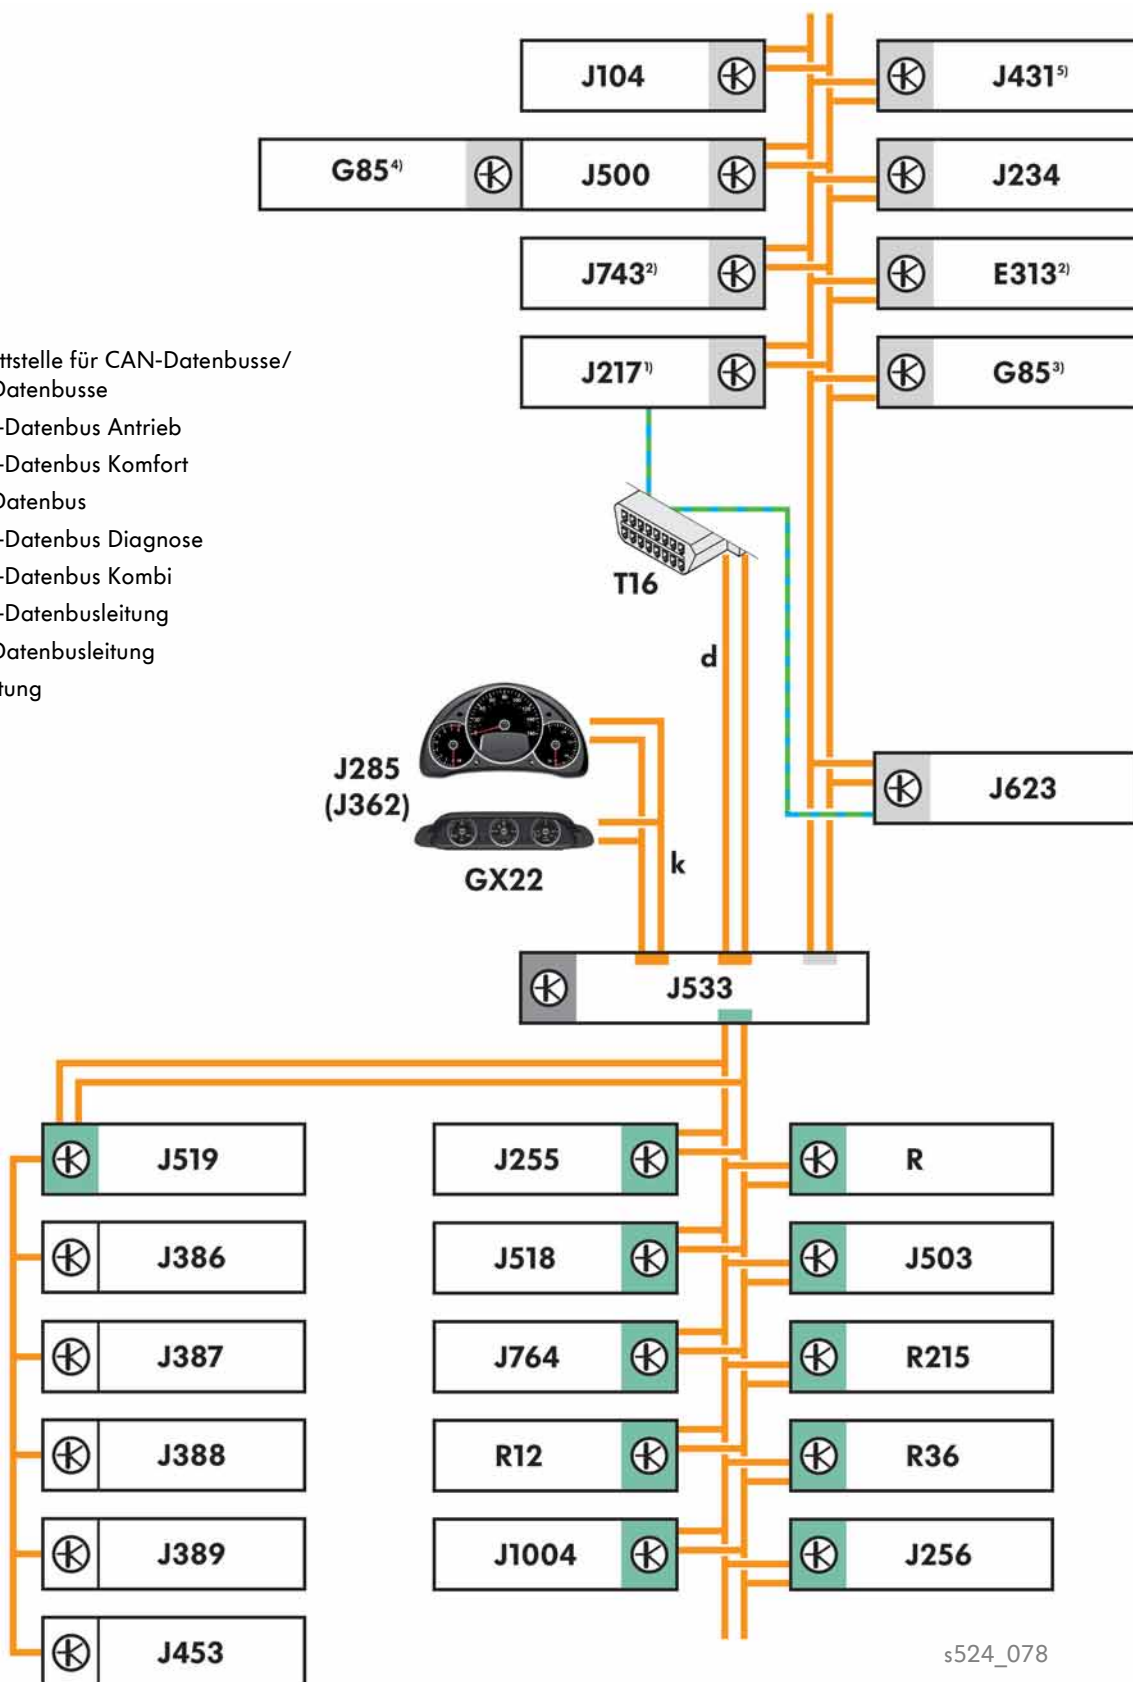 J104
J431⁵⁾
G85⁴⁾
J500
J234
J743²⁾
E313²⁾
ttstelle für CAN-Datenbusse/
Datenbusse
-Datenbus Antrieb
-Datenbus Komfort
Datenbus
-Datenbus Diagnose
-Datenbus Kombi
-Datenbusleitung
Datenbusleitung
tung
J217¹⁾
G85³⁾
T16
d
J285
(J362)
GX22
k
J623
J533
J519
J255
R
J386
J518
J503
J387
J764
R215
J388
R12
R36
J389
J1004
J256
J453
s524_078